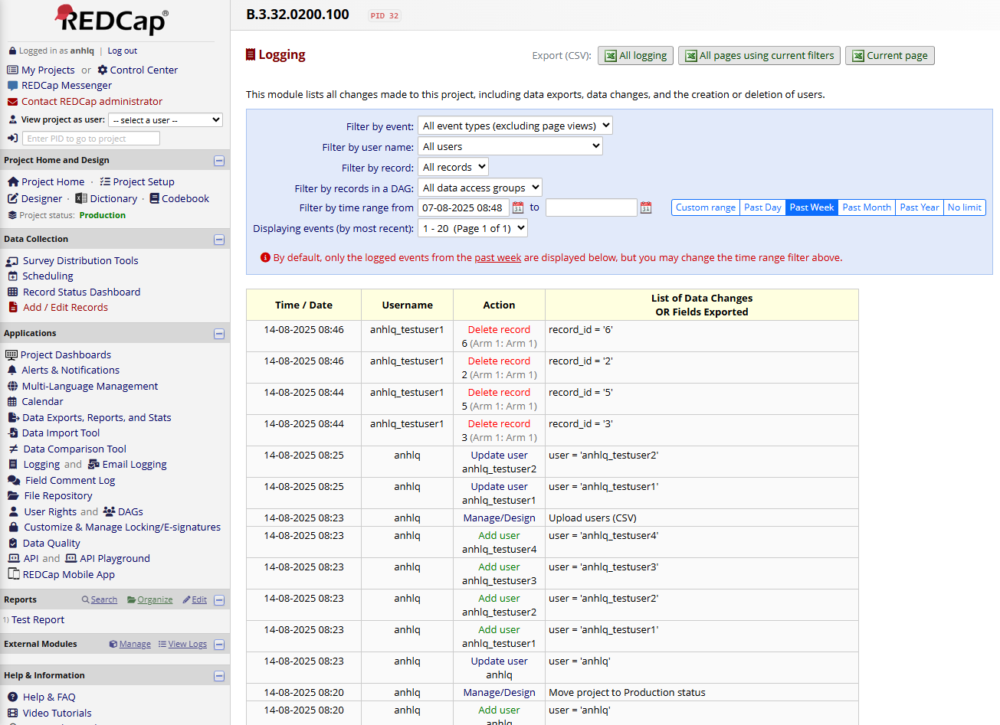 REDCap®
Logged in as anhlq | Log out
My Projects or Control Center
REDCap Messenger
Contact REDCap administrator
View project as user: -- select a user --
Enter PID to go to project
Project Home and Design
Project Home · Project Setup
Designer · Dictionary · Codebook
Project status: Production
Data Collection
Survey Distribution Tools
Scheduling
Record Status Dashboard
Add / Edit Records
Applications
Project Dashboards
Alerts & Notifications
Multi-Language Management
Calendar
Data Exports, Reports, and Stats
Data Import Tool
Data Comparison Tool
Logging and Email Logging
Field Comment Log
File Repository
User Rights and DAGs
Customize & Manage Locking/E-signatures
Data Quality
API and API Playground
REDCap Mobile App
Reports Search Organize Edit
1) Test Report
External Modules Manage View Logs
Help & Information
Help & FAQ
Video Tutorials
B.3.32.0200.100 PID 32
Logging
Export (CSV): All logging All pages using current filters Current page
This module lists all changes made to this project, including data exports, data changes, and the creation or deletion of users.
Filter by event: All event types (excluding page views)
Filter by user name: All users
Filter by record: All records
Filter by records in a DAG: All data access groups
Filter by time range from 07-08-2025 08:48 to Custom range Past Day Past Week Past Month Past Year No limit
Displaying events (by most recent): 1 - 20 (Page 1 of 1)
By default, only the logged events from the past week are displayed below, but you may change the time range filter above.
Time / Date Username Action List of Data Changes
OR Fields Exported
14-08-2025 08:46 anhlq_testuser1 Delete record record_id = '6'
6 (Arm 1: Arm 1)
14-08-2025 08:46 anhlq_testuser1 Delete record record_id = '2'
2 (Arm 1: Arm 1)
14-08-2025 08:44 anhlq_testuser1 Delete record record_id = '5'
5 (Arm 1: Arm 1)
14-08-2025 08:44 anhlq_testuser1 Delete record record_id = '3'
3 (Arm 1: Arm 1)
14-08-2025 08:25 anhlq Update user user = 'anhlq_testuser2'
anhlq_testuser2
14-08-2025 08:25 anhlq Update user user = 'anhlq_testuser1'
anhlq_testuser1
14-08-2025 08:23 anhlq Manage/Design Upload users (CSV)
14-08-2025 08:23 anhlq Add user user = 'anhlq_testuser4'
anhlq_testuser4
14-08-2025 08:23 anhlq Add user user = 'anhlq_testuser3'
anhlq_testuser3
14-08-2025 08:23 anhlq Add user user = 'anhlq_testuser2'
anhlq_testuser2
14-08-2025 08:23 anhlq Add user user = 'anhlq_testuser1'
anhlq_testuser1
14-08-2025 08:23 anhlq Update user user = 'anhlq'
anhlq
14-08-2025 08:20 anhlq Manage/Design Move project to Production status
14-08-2025 08:20 anhlq Add user user = 'anhlq'
anhlq